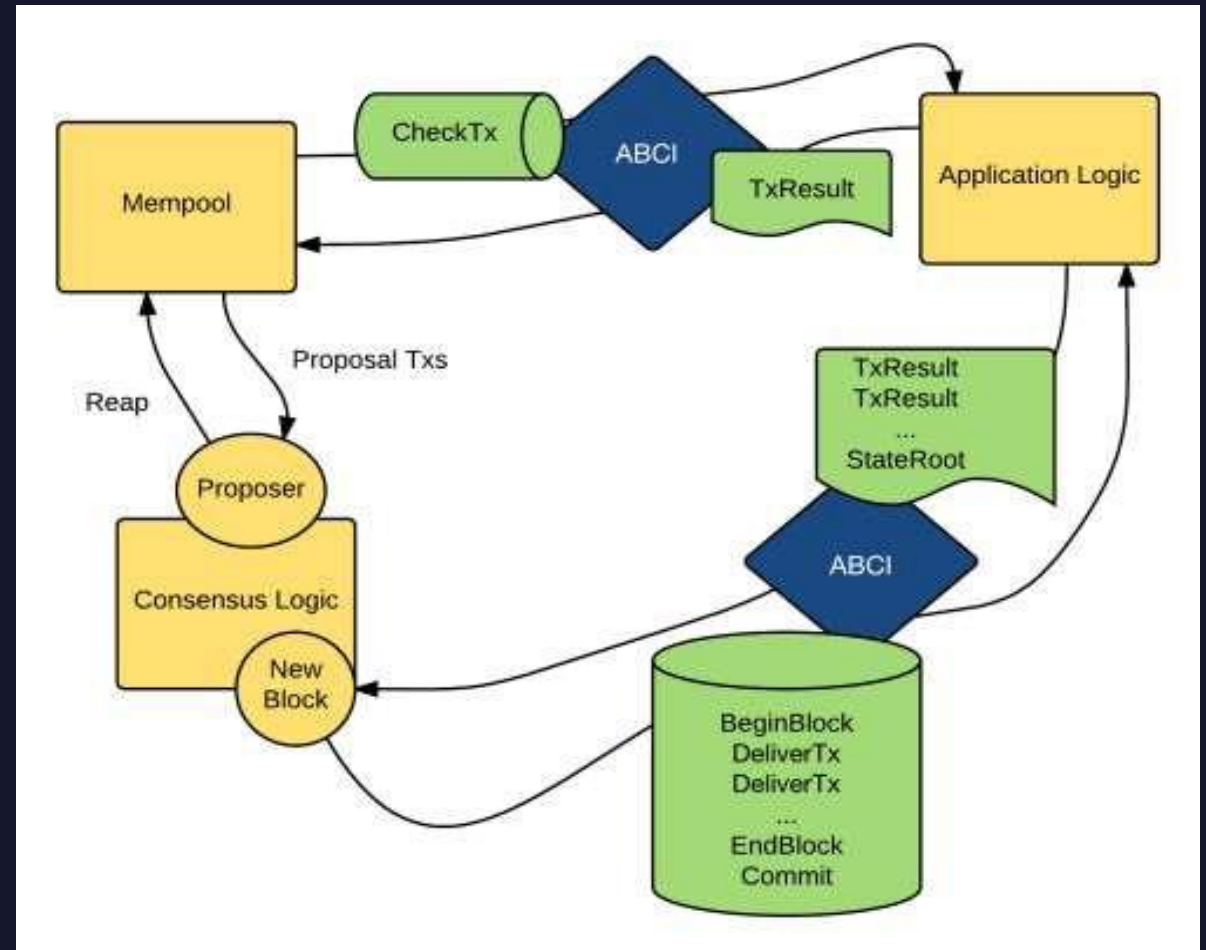 CheckTx
ABCI
TxResult
Application Logic
Mempool
Proposal Txs
Reap
Proposer
Consensus Logic
New
Block
TxResult
TxResult
...
StateRoot
ABCI
BeginBlock
DeliverTx
DeliverTx
...
EndBlock
Commit